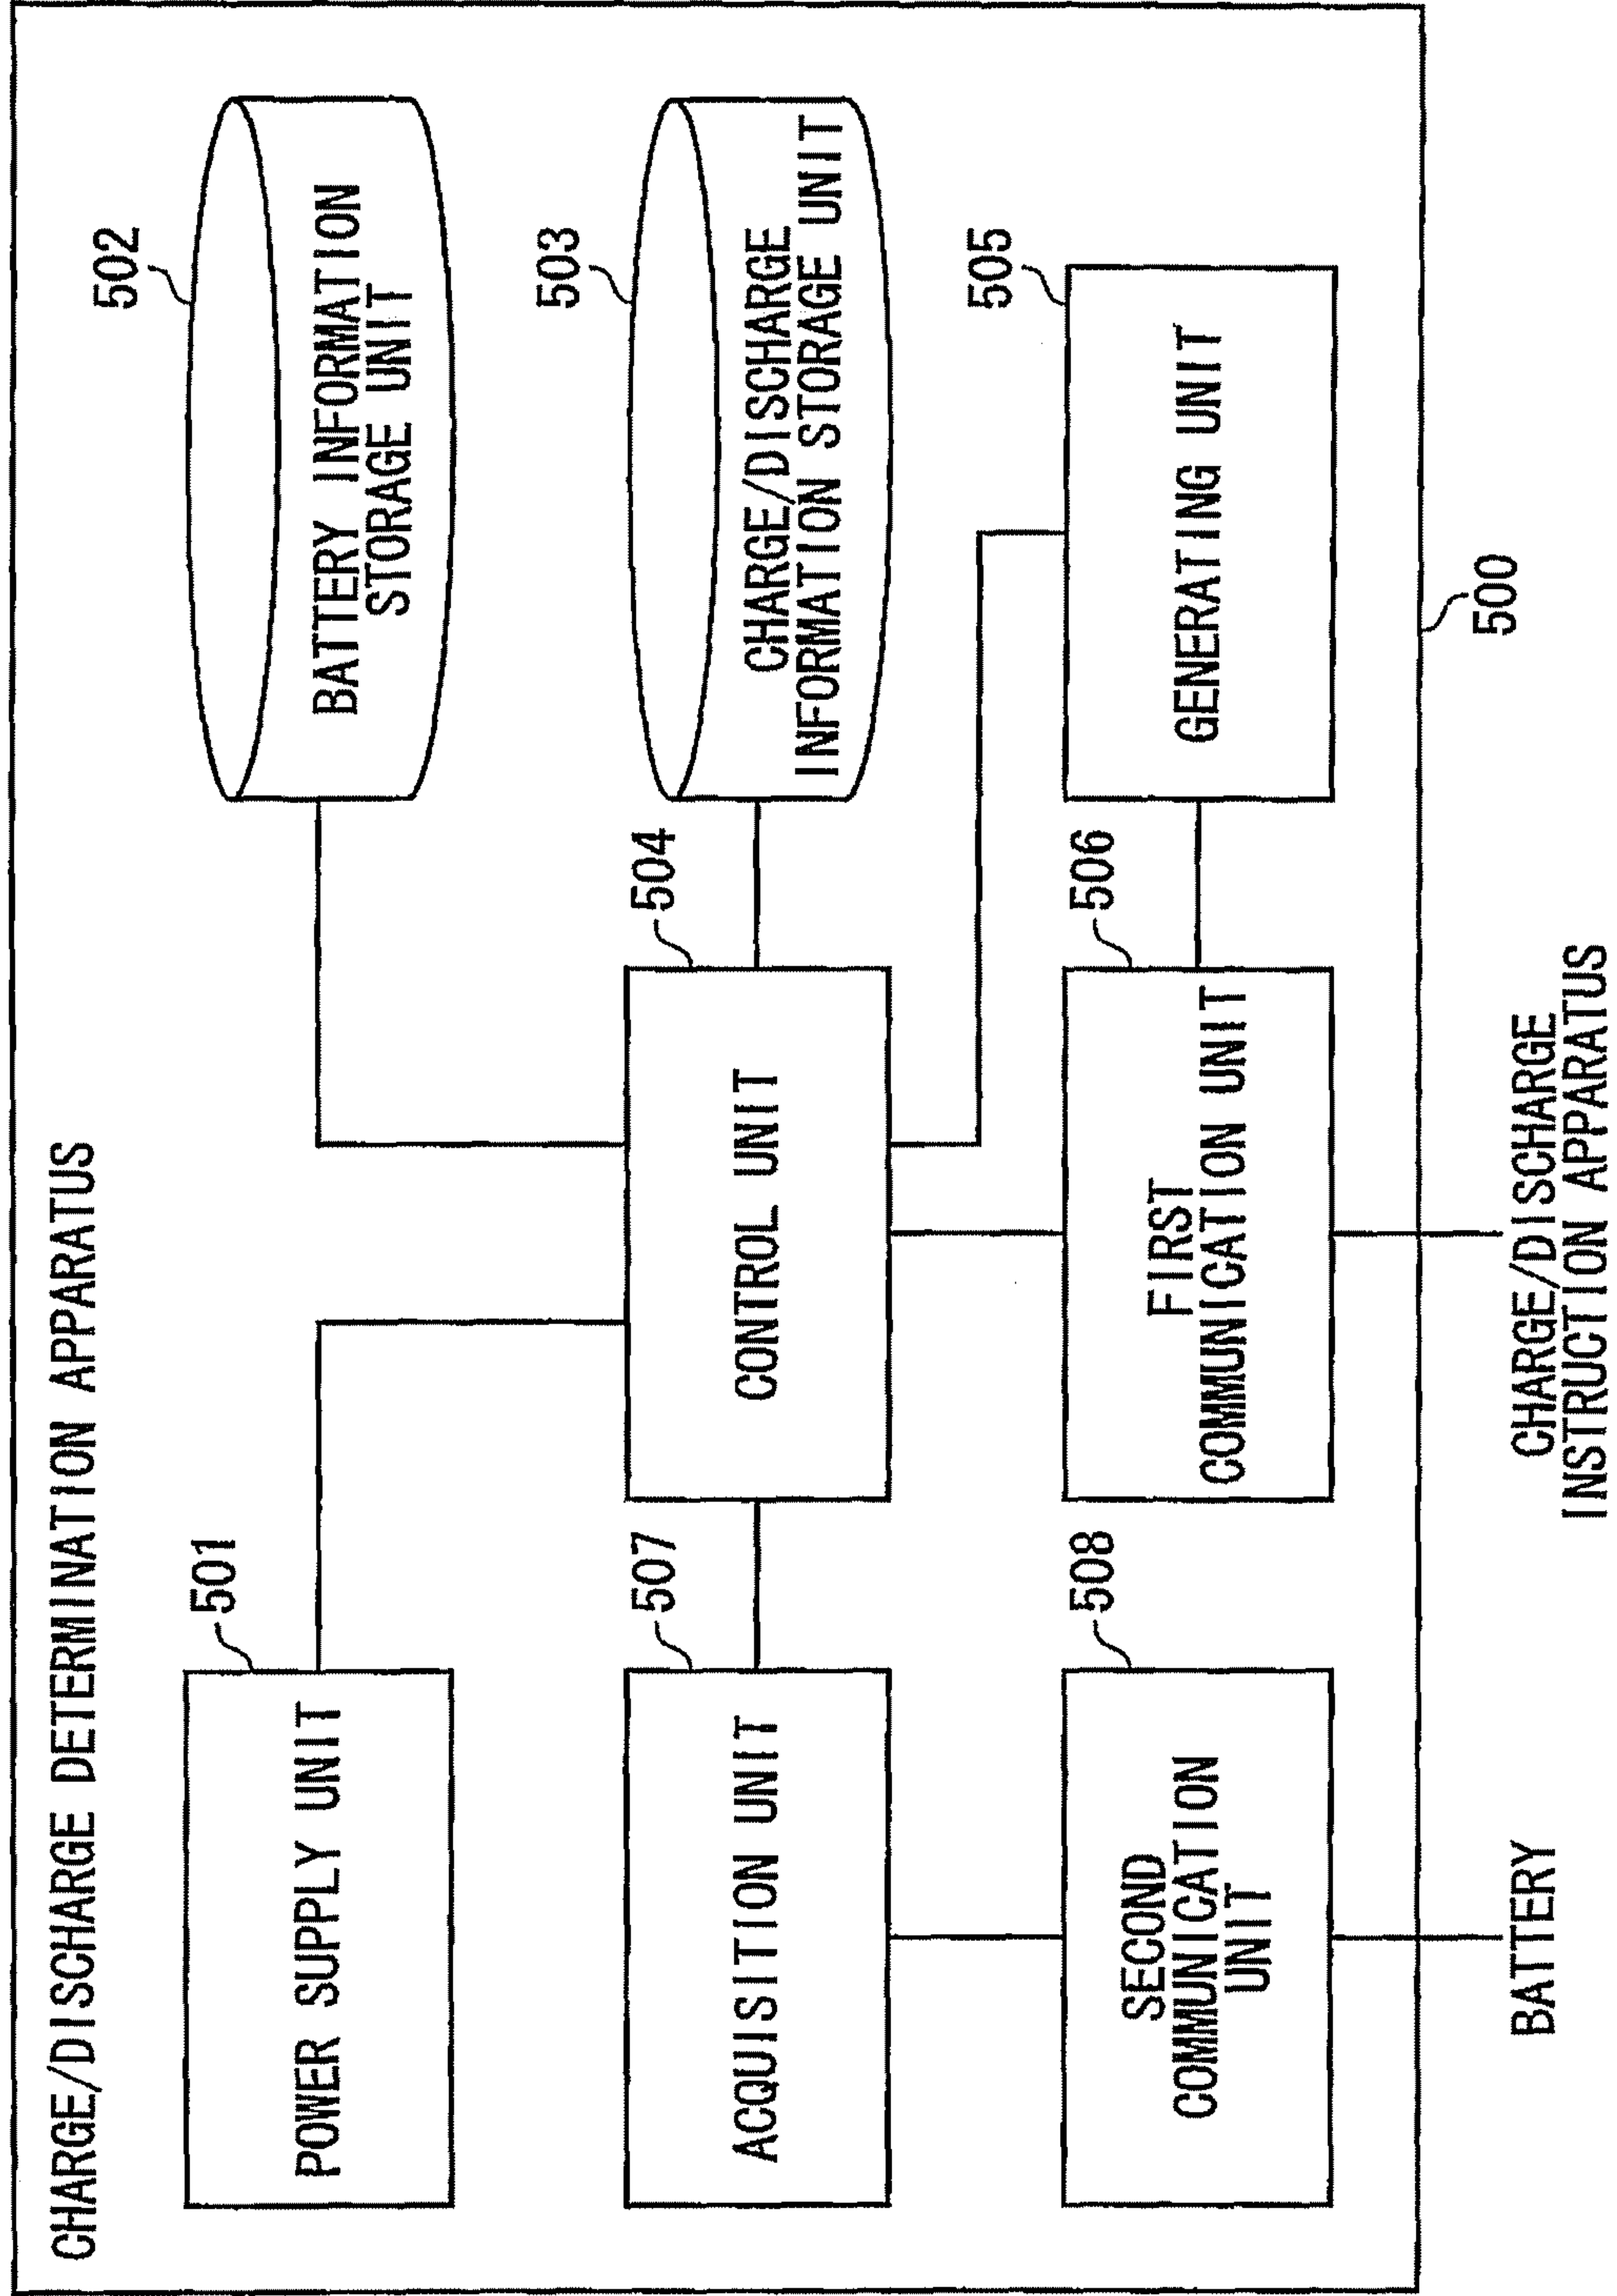 CHARGE/DISCHARGE DETERMINATION APPARATUS
501
POWER SUPPLY UNIT
502
BATTERY INFORMATION
STORAGE UNIT
507
ACQUISITION UNIT
504
CONTROL UNIT
503
CHARGE/DISCHARGE
INFORMATION STORAGE UNIT
508
SECOND
COMMUNICATION
UNIT
506
FIRST
COMMUNICATION UNIT
505
GENERATING UNIT
500
BATTERY
CHARGE/DISCHARGE
INSTRUCTION APPARATUS